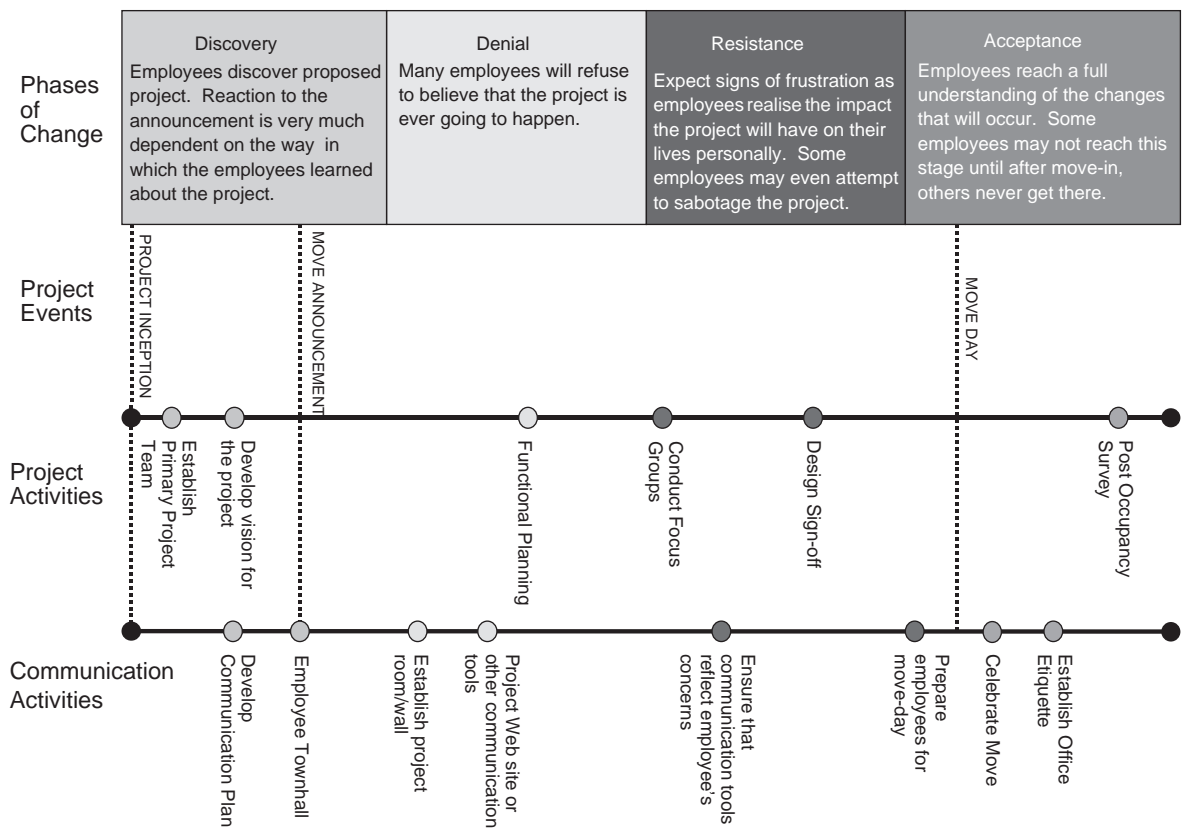 Phases
of
Change
Discovery
Employees discover proposed
project. Reaction to the
announcement is very much
dependent on the way in
which the employees learned
about the project.
Denial
Many employees will refuse
to believe that the project is
ever going to happen.
Resistance
Expect signs of frustration as
employees realise the impact
the project will have on their
lives personally. Some
employees may even attempt
to sabotage the project.
Acceptance
Employees reach a full
understanding of the changes
that will occur. Some
employees may not reach this
stage until after move-in,
others never get there.
Project
Events
PROJECT INCEPTION
MOVE ANNOUNCEMENT
MOVE DAY
Project
Activities
Establish
Primary Project
Team
Develop vision for
the project
Functional Planning
Conduct Focus
Groups
Design Sign-off
Post Occupancy
Survey
Communication
Activities
Develop
Communication Plan
Employee Townhall
Establish project
room/wall
Project Web site or
other communication
tools
Ensure that
communication tools
reflect employee's
concerns
Prepare
employees for
move-day
Celebrate Move
Establish Office
Etiquette